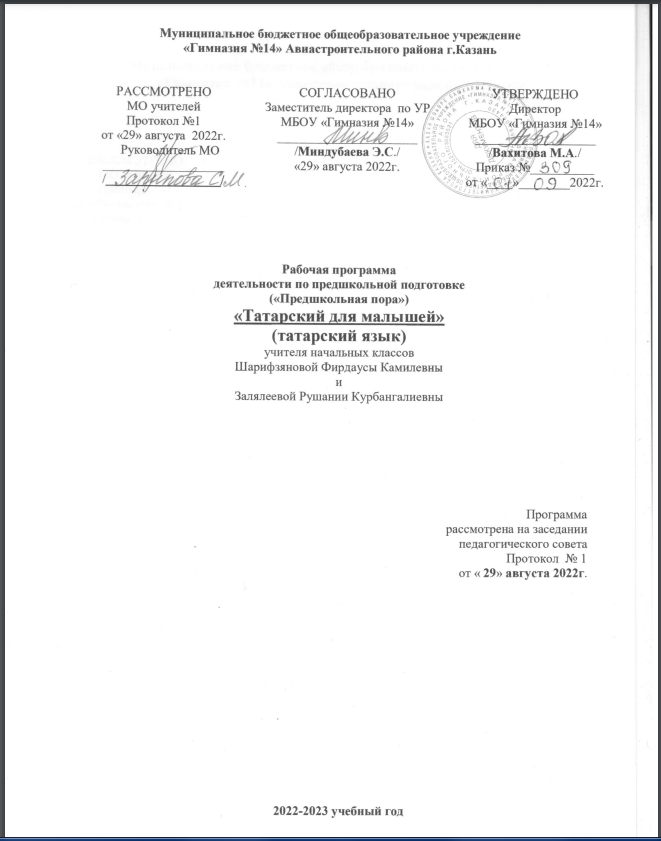 Муниципальное бюджетное общеобразовательное учреждение
«Гимназия №14» Авиастроительного района г.Казань
РАССМОТРЕНО
МО учителей
Протокол №1
от «29» августа 2022г.
Руководитель МО
/ Зарипова С.М.
СОГЛАСОВАНО
Заместитель директора по УР
МБОУ «Гимназия №14»
/Миндубаева Э.С./
«29» августа 2022г.
УТВЕРЖДЕНО
Директор
МБОУ «Гимназия №14»
/Вахитова М.А./
Приказ № 309
от « 01 » 09 2022г.
Рабочая программа
деятельности по предшкольной подготовке
(«Предшкольная пора»)
«Татарский для малышей»
(татарский язык)
учителя начальных классов
Шарифзяновой Фирдаусы Камилевны
и
Залялеевой Рушании Курбангалиевны
Программа
рассмотрена на заседании
педагогического совета
Протокол № 1
от « 29» августа 2022г.
2022-2023 учебный год